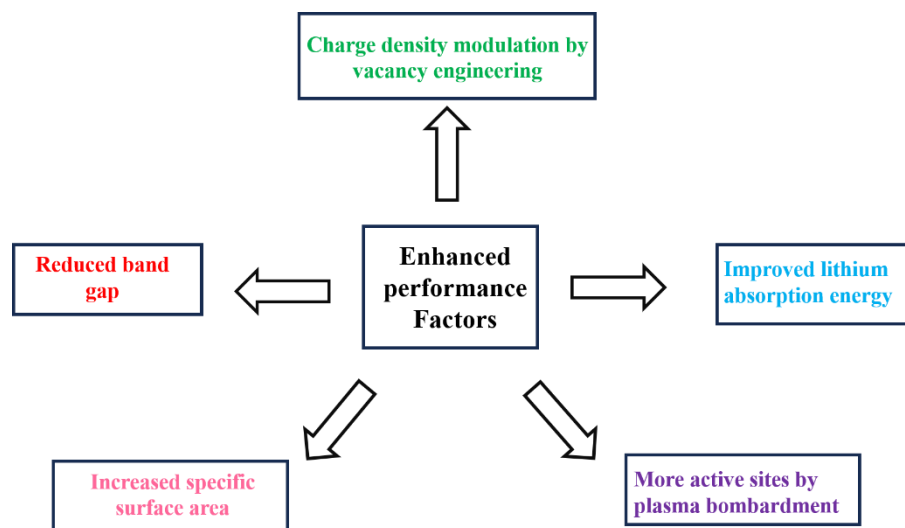 Charge density modulation by
vacancy engineering
Reduced band
gap
Enhanced
performance
Factors
Improved lithium
absorption energy
Increased specific
surface area
More active sites by
plasma bombardment